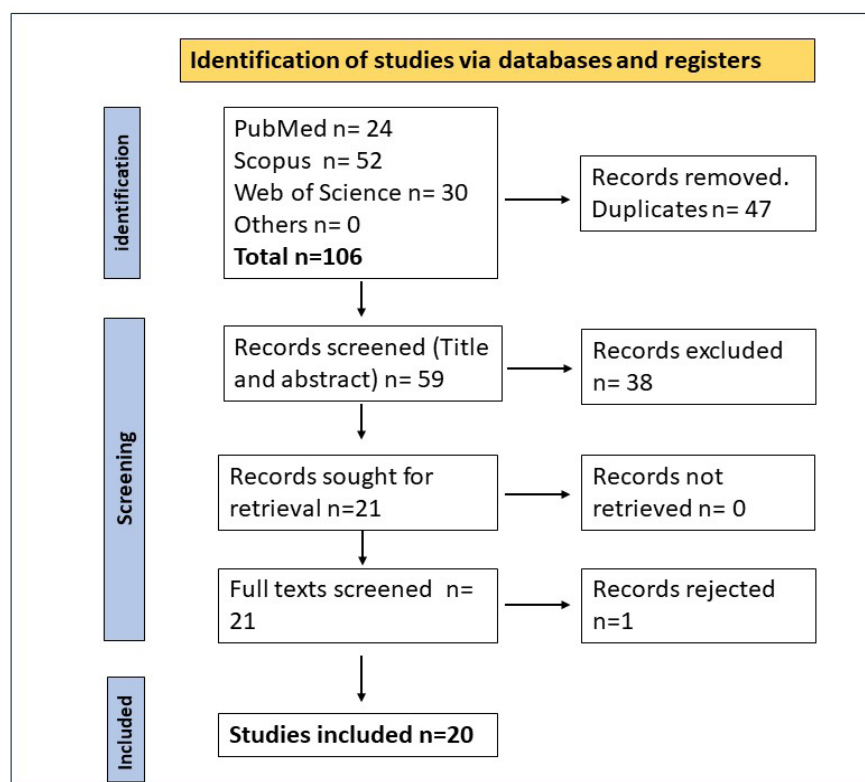 Identification of studies via databases and registers
identification
PubMed n= 24
Scopus n= 52
Web of Science n= 30
Others n= 0
Total n=106
Records removed.
Duplicates n= 47
Screening
Records screened (Title
and abstract) n= 59
Records excluded
n= 38
Records sought for
retrieval n=21
Records not
retrieved n= 0
Full texts screened n=
21
Records rejected
n=1
Included
Studies included n=20